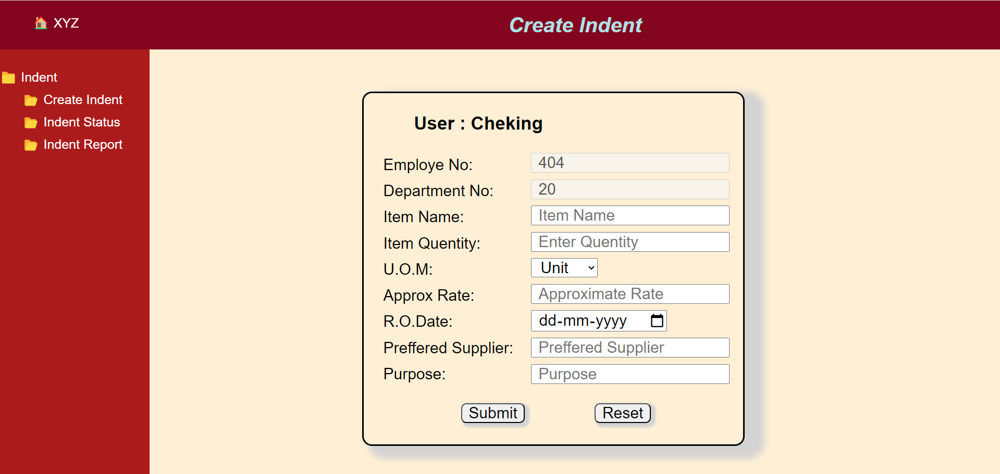 XYZ
Create Indent
Indent
Create Indent
Indent Status
Indent Report
User : Cheking
Employe No: 404
Department No: 20
Item Name: Item Name
Item Quentity: Enter Quentity
U.O.M: Unit
Approx Rate: Approximate Rate
R.O.Date: dd-mm-yyyy
Preffered Supplier: Preffered Supplier
Purpose: Purpose
Submit Reset